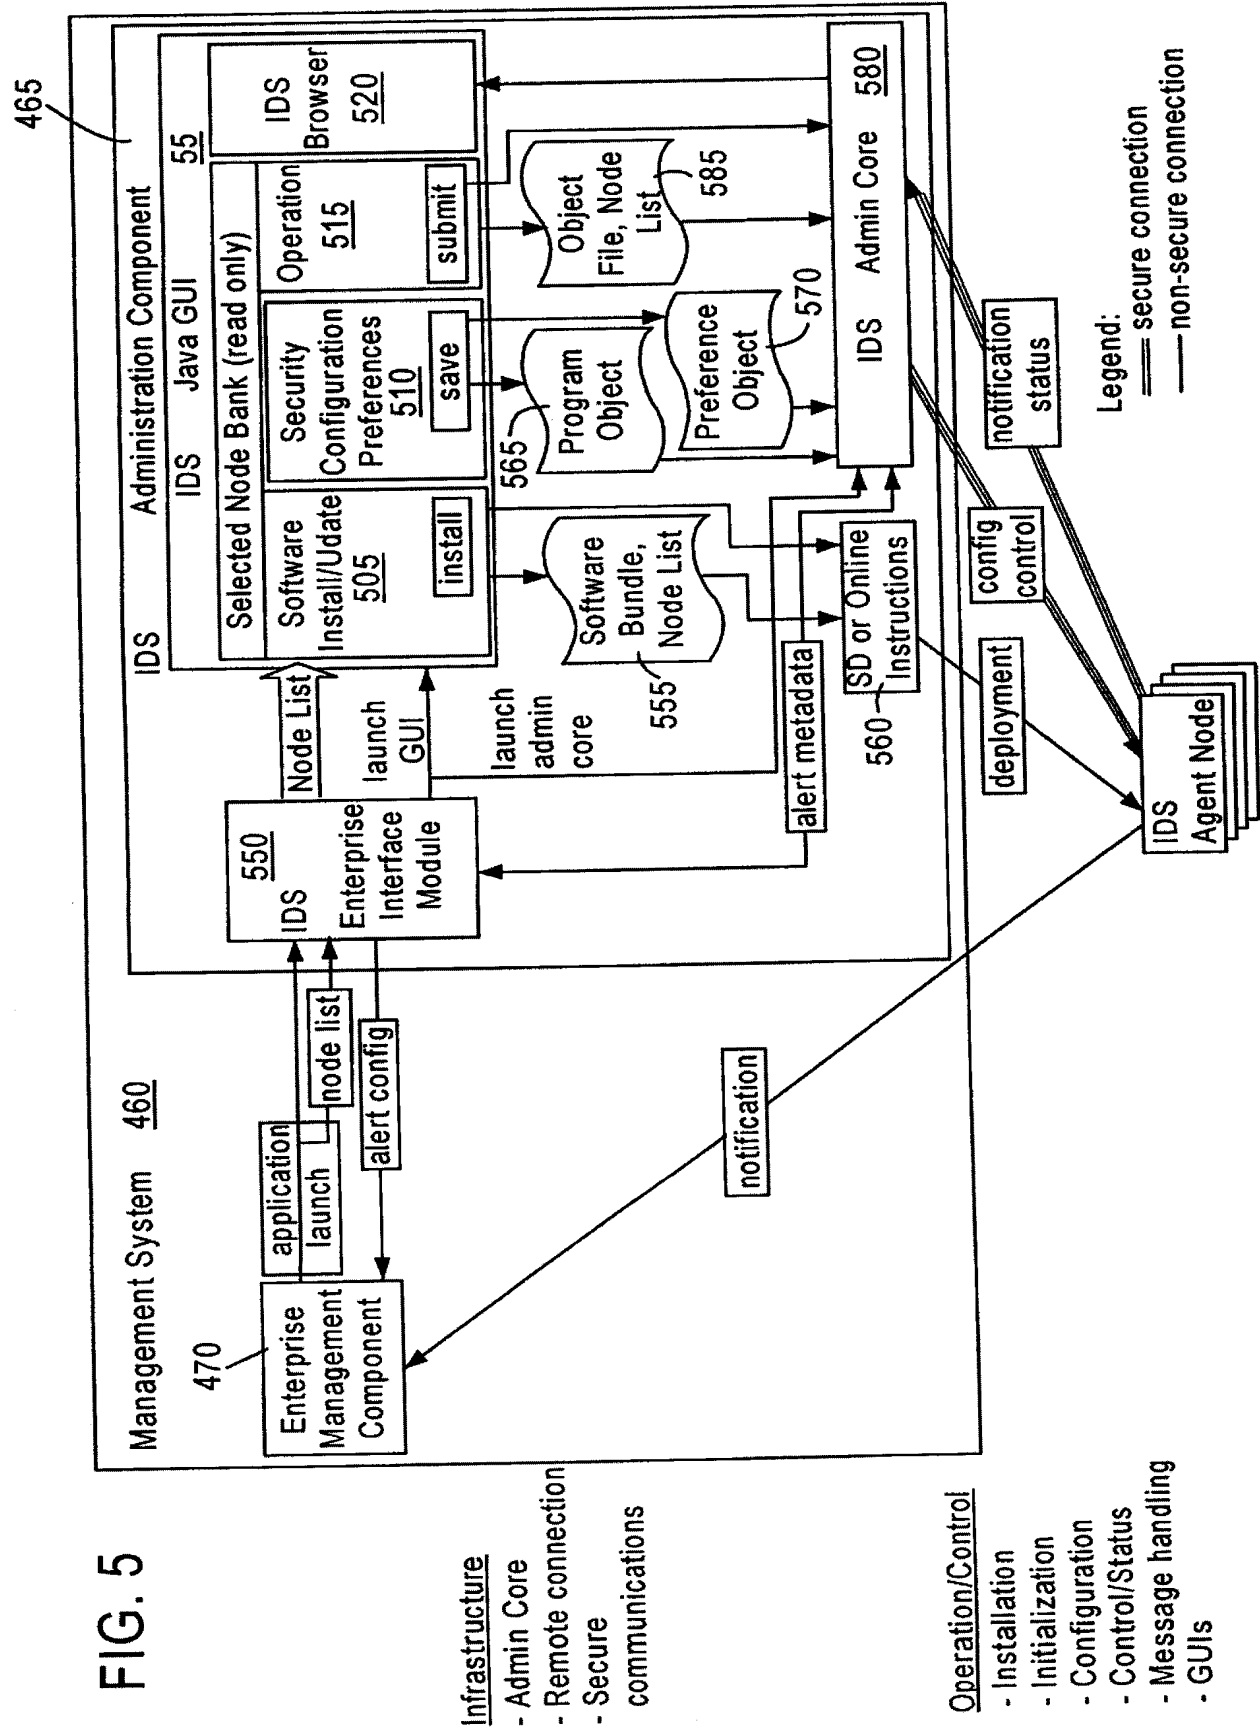 FIG. 5
Management System 460
465
IDS Administration Component
IDS Java GUI 55
Selected Node Bank (read only)
Software
Install/Udate
505
install
Security
Configuration
Preferences
510
save
Operation
515
submit
IDS
Browser
520
470
Enterprise
Management
Component
application
launch
node list
alert config
550
IDS
Enterprise
Interface
Module
Node List
launch
GUI
launch
admin
core
alert metadata
Software
Bundle,
Node List
555
565
Program
Object
Preference
Object
570
Object
File, Node
List
585
SD or Online
Instructions
560
IDS Admin Core 580
notification
deployment
config
control
notification
status
IDS
Agent Node
Infrastructure
- Admin Core
- Remote connection
- Secure
communications
Operation/Control
- Installation
- Initialization
- Configuration
- Control/Status
- Message handling
- GUIs
Legend:
secure connection
non-secure connection